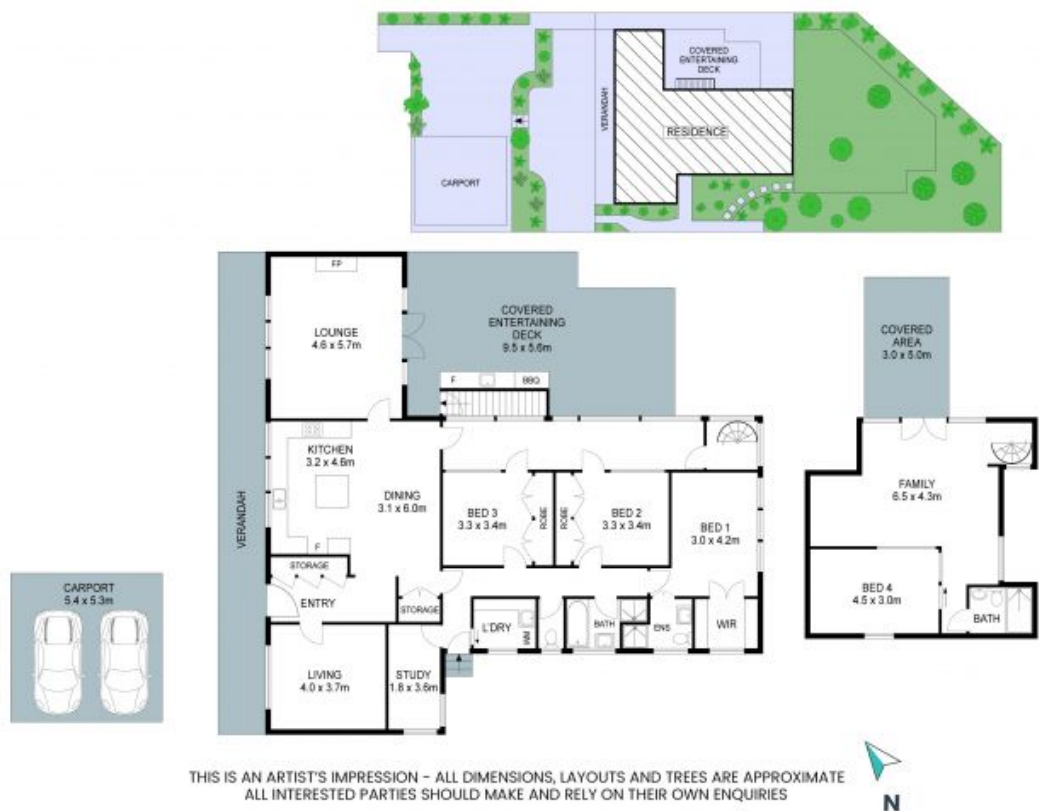 COVERED
ENTERTAINING
DECK
VERANDAH
RESIDENCE
CARPORT
FP
LOUNGE
4.6 x 5.7m
COVERED
ENTERTAINING
DECK
9.5 x 5.6m
F
BBQ
KITCHEN
3.2 x 4.6m
DINING
3.1 x 6.0m
F
STORAGE
ENTRY
STORAGE
VERANDAH
BED 3
3.3 x 3.4m
ROBE
ROBE
BED 2
3.3 x 3.4m
BED 1
3.0 x 4.2m
LIVING
4.0 x 3.7m
STUDY
1.8 x 3.6m
L'DRY
WM
BATH
ENS
WIR
CARPORT
5.4 x 5.3m
COVERED
AREA
3.0 x 5.0m
FAMILY
6.5 x 4.3m
BED 4
4.5 x 3.0m
BATH
THIS IS AN ARTIST'S IMPRESSION - ALL DIMENSIONS, LAYOUTS AND TREES ARE APPROXIMATE
ALL INTERESTED PARTIES SHOULD MAKE AND RELY ON THEIR OWN ENQUIRIES
N